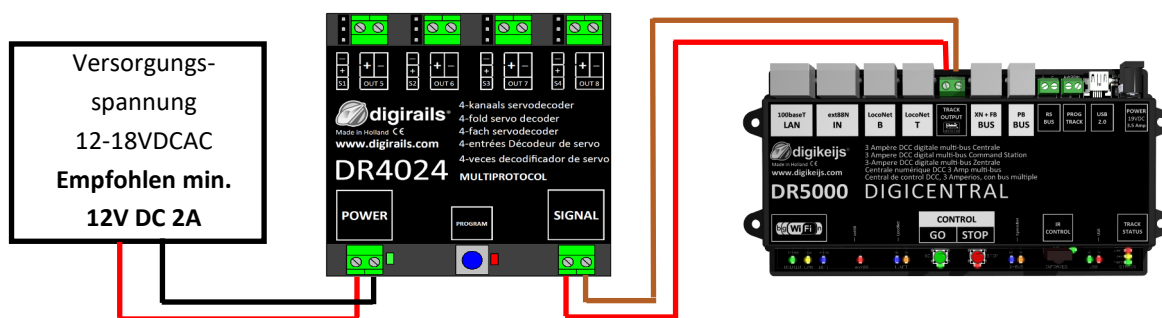 Versorgungs-
spannung
12-18VDCAC
Empfohlen min.
12V DC 2A
S1 OUT 5 S2 OUT 6 S3 OUT 7 S4 OUT 8
digirails®
Made in Holland CE
www.digirails.com
DR4024
4-kanaals servodecoder
4-fold servo decoder
4-fach servodecoder
4-entrées Décodeur de servo
4-veces decodificador de servo
MULTIPROTOCOL
POWER
PROGRAM
SIGNAL
100baseT
LAN
ext88N
IN
LocoNet
B
LocoNet
T
TRACK
OUTPUT
XN + FB
BUS
PB
BUS
RS
BUS
PROG
TRACK
USB
2.0
POWER
19VDC
3.5 Amp
digikeijs®
Made in Holland CE
www.digikeijs.com
DR5000
3 Ampère DCC digitale multi-bus Centrale
3 Ampere DCC digital multi-bus Command Station
3-Ampere DCC digitale multi-bus Zentrale
Centrale numérique DCC 3 Amp multi-bus
Central de control DCC, 3 Amperios, con bus múltiple
DIGICENTRAL
Wi Fi
CONTROL
GO
STOP
IR
CONTROL
TRACK
STATUS